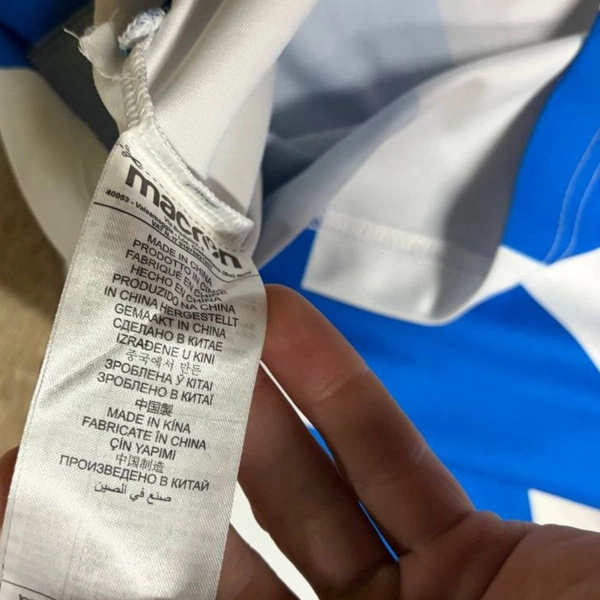 macron
MADE IN CHINA
PRODOTTO IN CINA
FABRIQUÉ EN CHINE
HECHO EN CHINA
PRODUZIDO NA CHINA
IN CHINA HERGESTELLT
GEMAAKT IN CHINA
СДЕЛАНО В КИТАЕ
IZRAĐENE U KINI
중국에서 만든
ЗРОБЛЕНА Ў КІТАІ
ЗРОБЛЕНО В КИТАЇ
中国製
MADE IN KÍNA
FABRICATE ÎN CHINA
ÇİN YAPIMI
中国制造
ПРОИЗВЕДЕНО В КИТАЙ
صنع في الصين